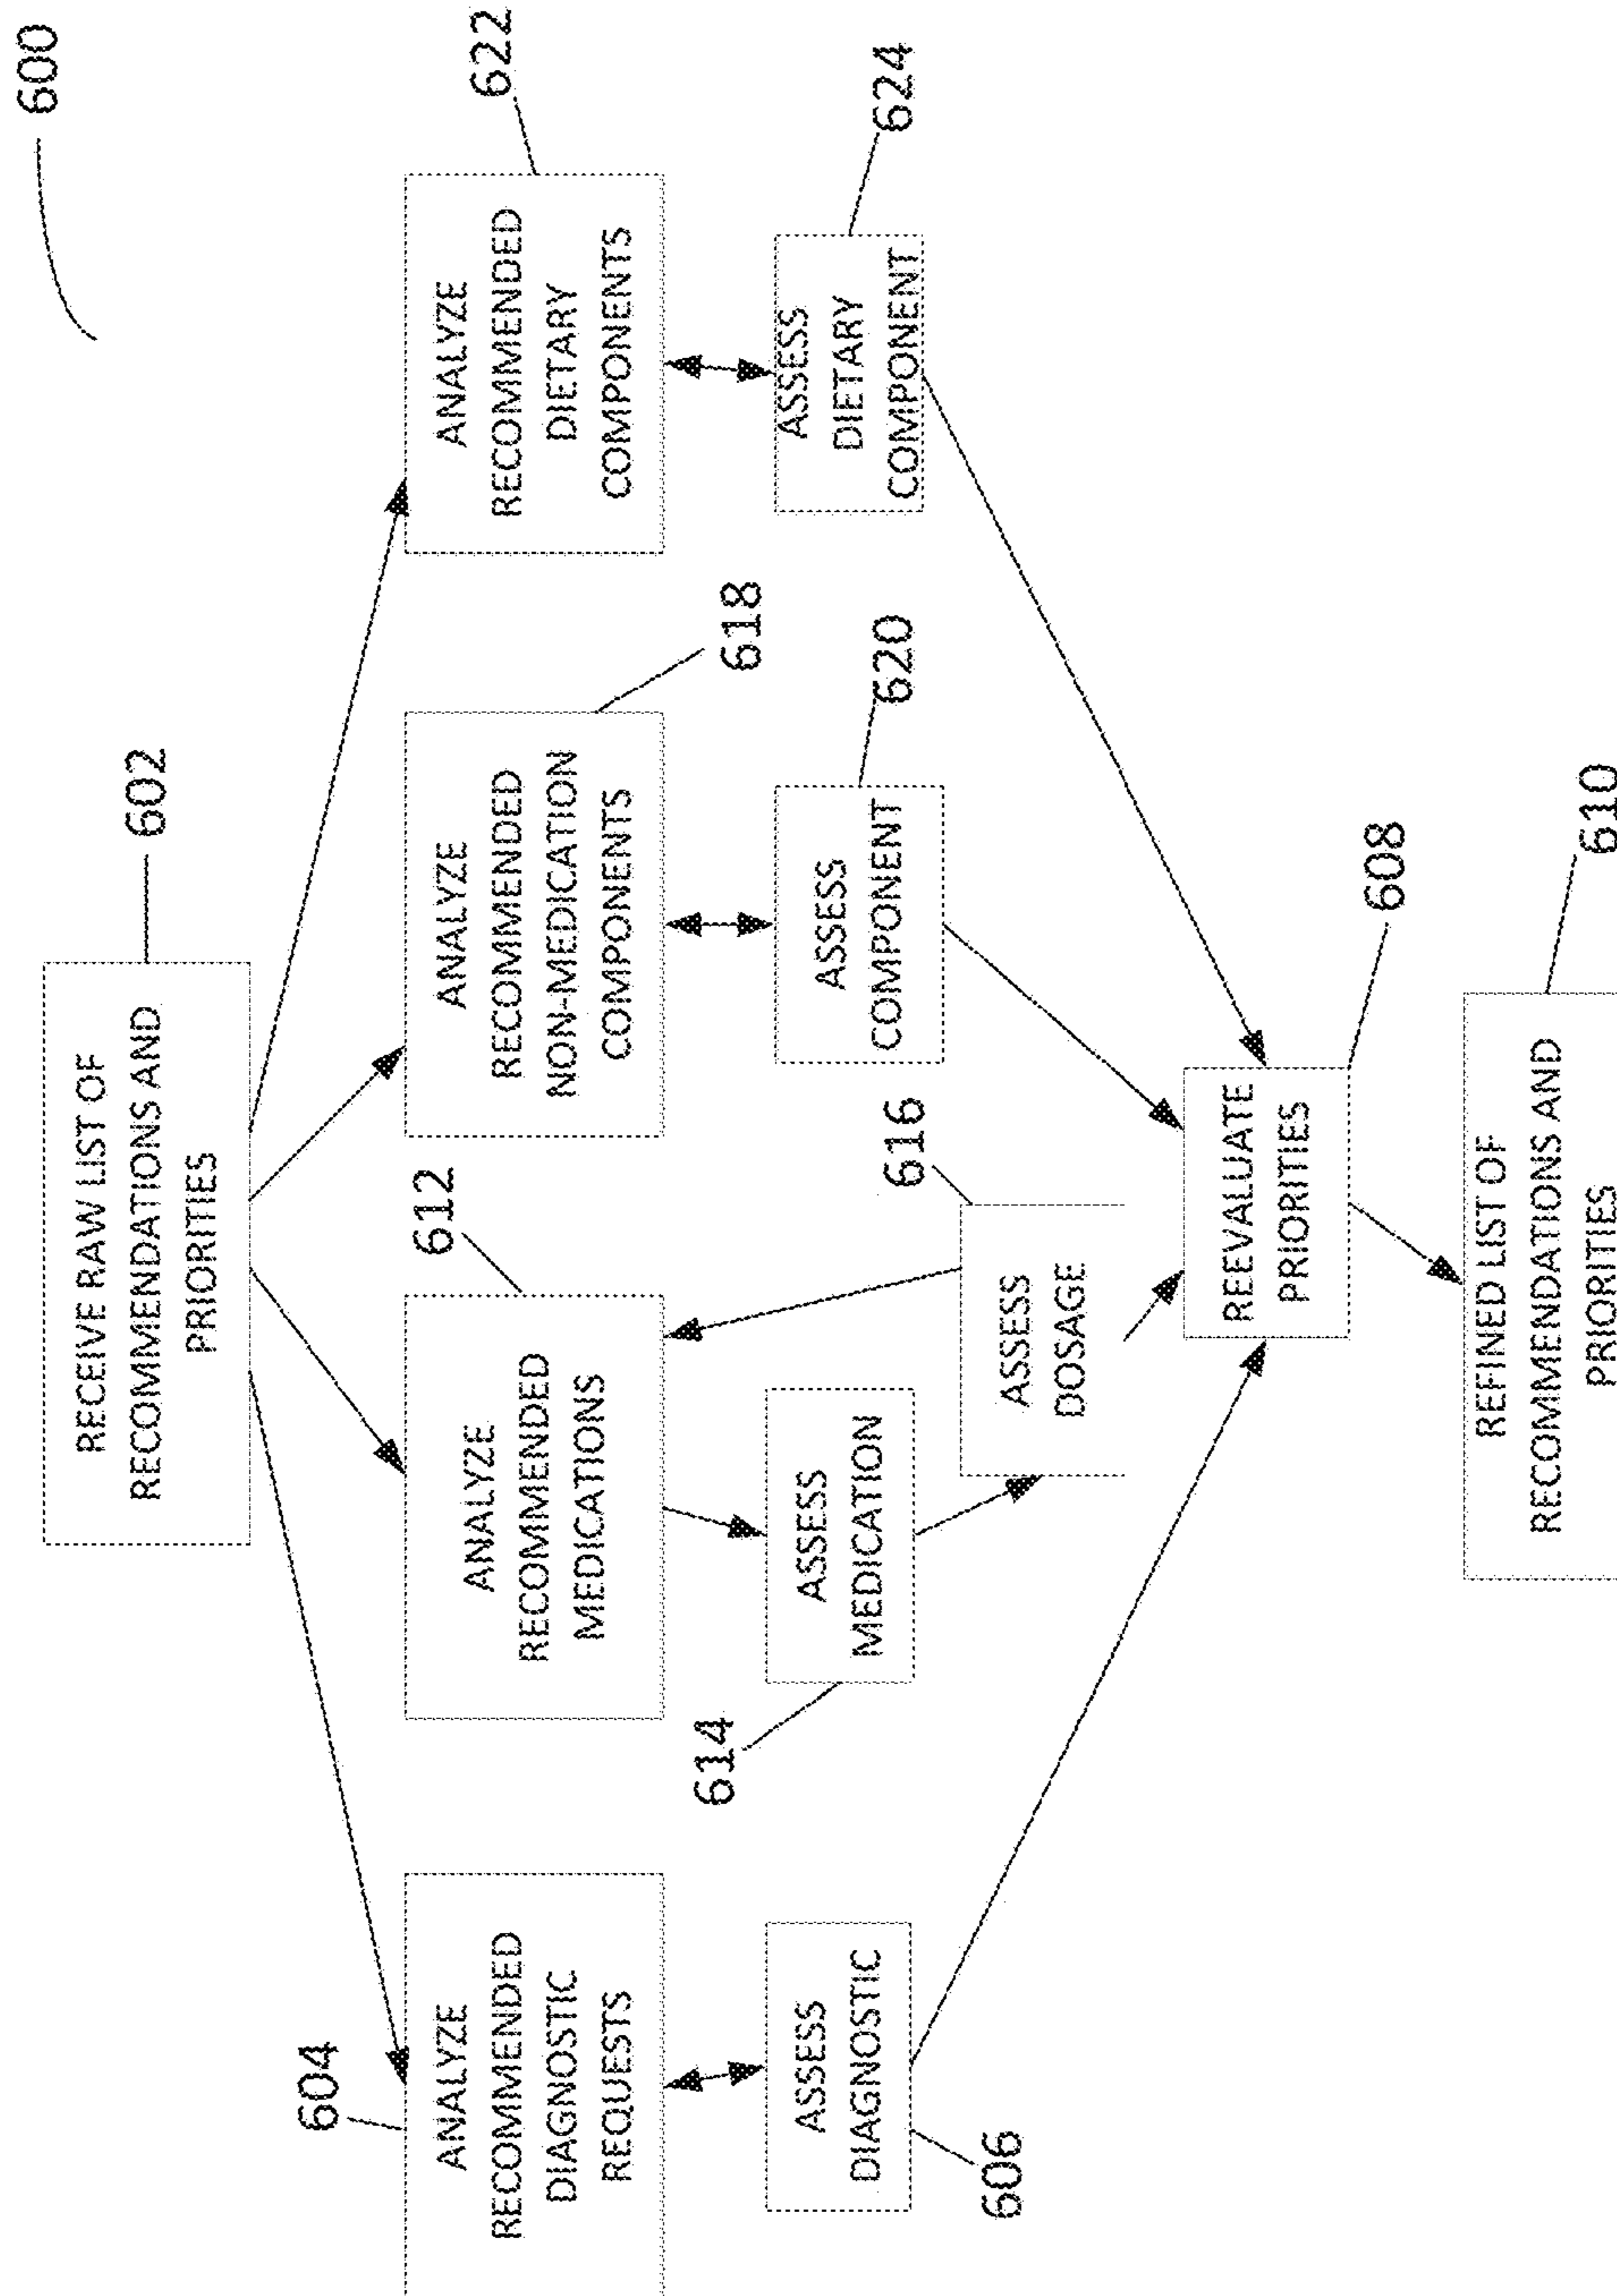 600
RECEIVE RAW LIST OF
RECOMMENDATIONS AND
PRIORITIES
602
604
ANALYZE
RECOMMENDED
DIAGNOSTIC
REQUESTS
612
ANALYZE
RECOMMENDED
MEDICATIONS
ANALYZE
RECOMMENDED
NON-MEDICATION
COMPONENTS
618
ANALYZE
RECOMMENDED
DIETARY
COMPONENTS
622
ASSESS
DIAGNOSTIC
606
614
ASSESS
MEDICATION
616
ASSESS
DOSAGE
ASSESS
COMPONENT
620
ASSESS
DIETARY
COMPONENT
624
REEVALUATE
PRIORITIES
608
REFINED LIST OF
RECOMMENDATIONS AND
PRIORITIES
610